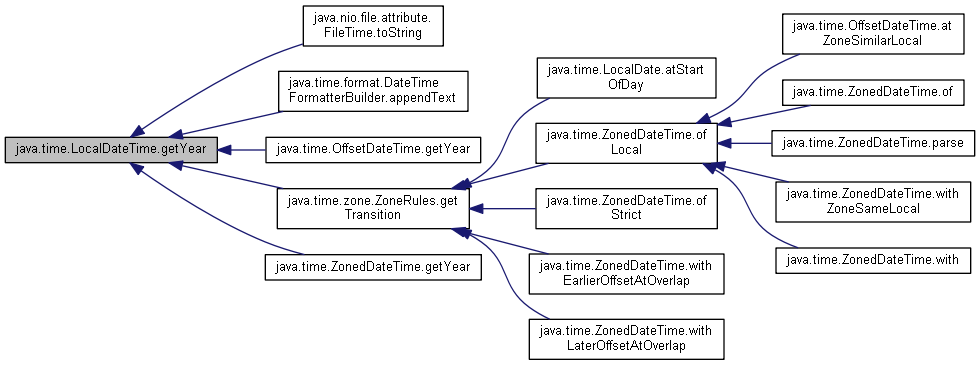 java.time.LocalDateTime.getYear
java.nio.file.attribute.
FileTime.toString
java.time.format.DateTime
FormatterBuilder.appendText
java.time.OffsetDateTime.getYear
java.time.zone.ZoneRules.get
Transition
java.time.ZonedDateTime.getYear
java.time.LocalDate.atStart
OfDay
java.time.ZonedDateTime.of
Local
java.time.ZonedDateTime.of
Strict
java.time.ZonedDateTime.with
EarlierOffsetAtOverlap
java.time.ZonedDateTime.with
LaterOffsetAtOverlap
java.time.OffsetDateTime.at
ZoneSimilarLocal
java.time.ZonedDateTime.of
java.time.ZonedDateTime.parse
java.time.ZonedDateTime.with
ZoneSameLocal
java.time.ZonedDateTime.with